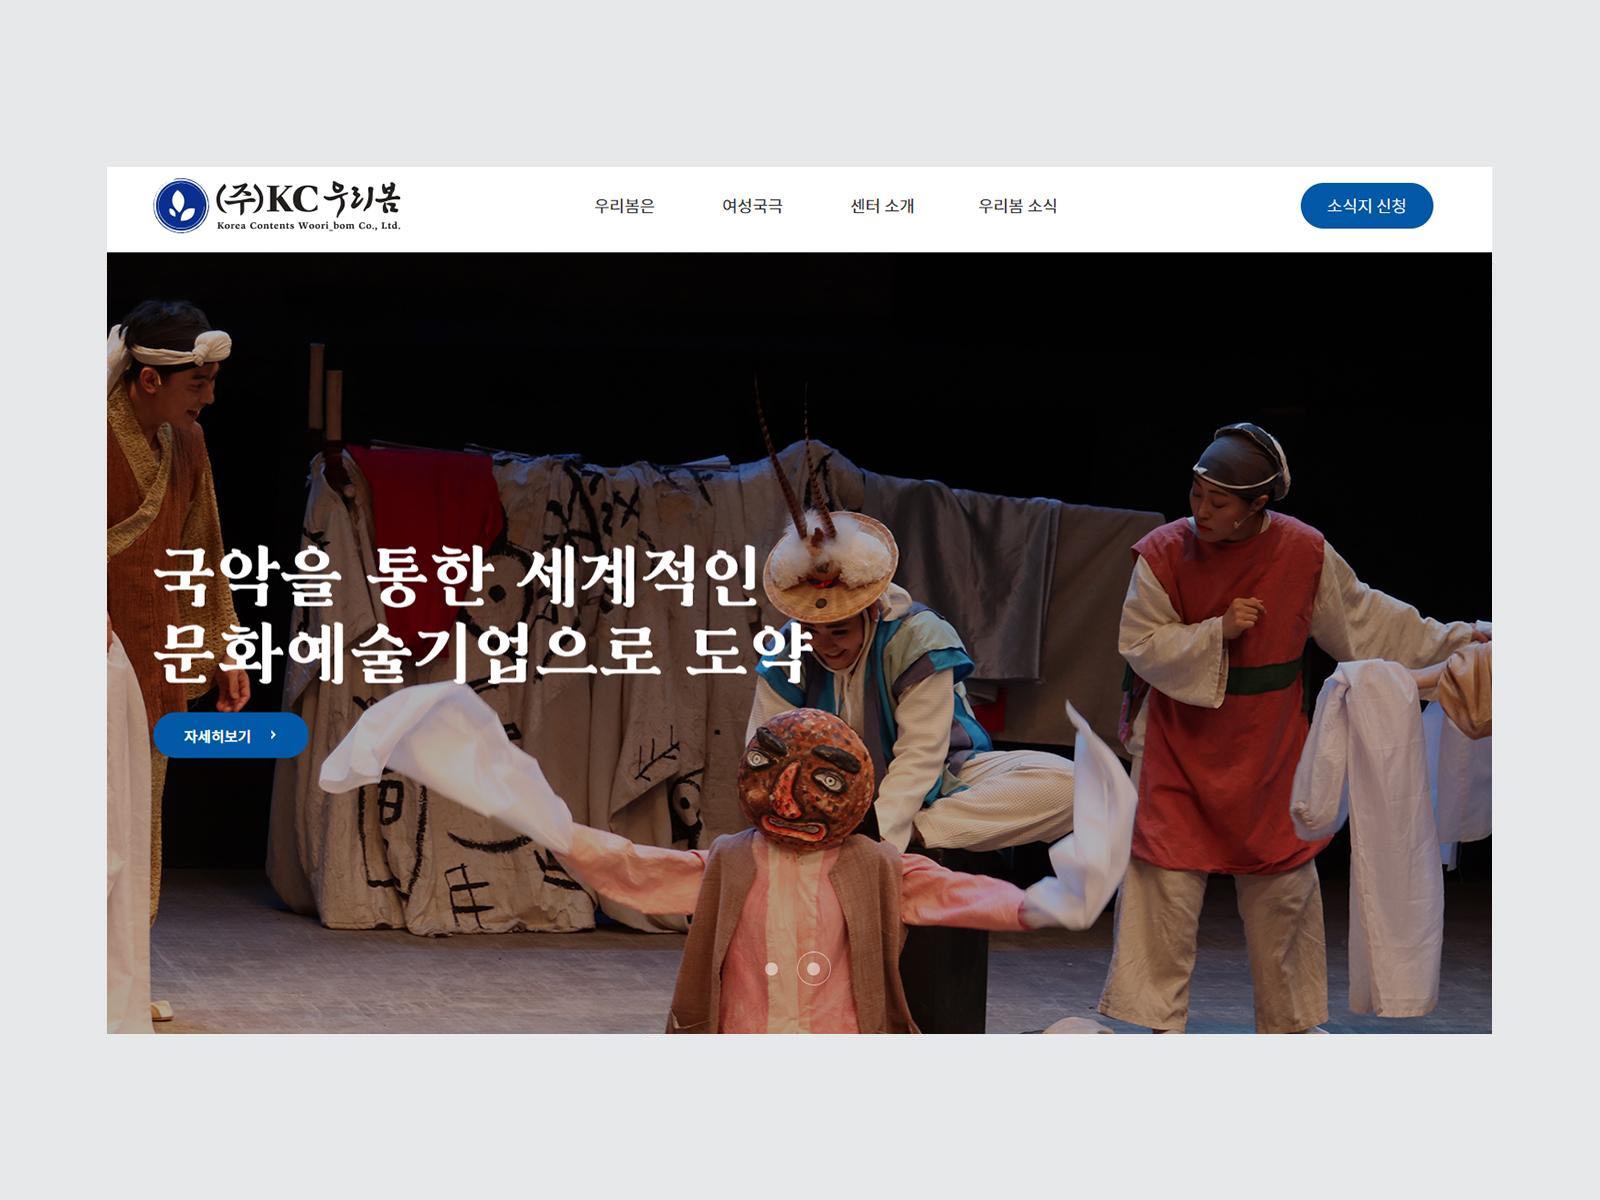 (주)KC우리봄
Korea Contents Woori_bom Co., Ltd.
우리봄은
여성국극
센터 소개
우리봄 소식
소식지 신청
국악을 통한 세계적인
문화예술기업으로 도약
자세히보기